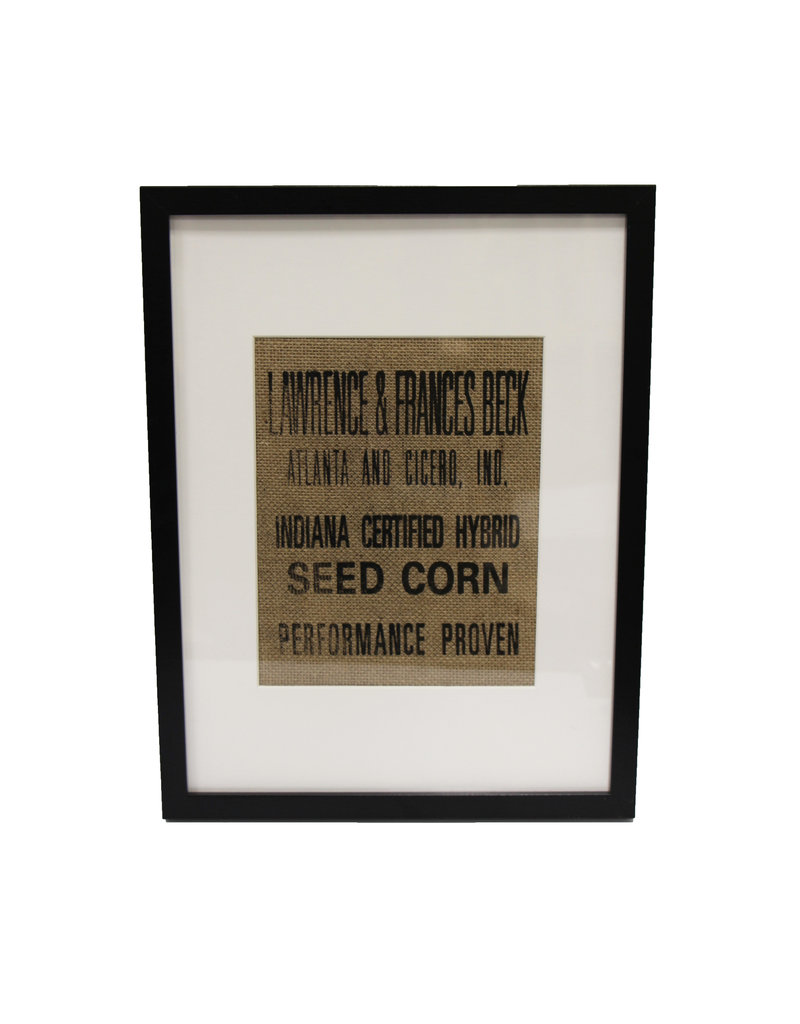 LAWRENCE & FRANCES BECK
ATLANTA AND CICERO, IND.
INDIANA CERTIFIED HYBRID
SEED CORN
PERFORMANCE PROVEN